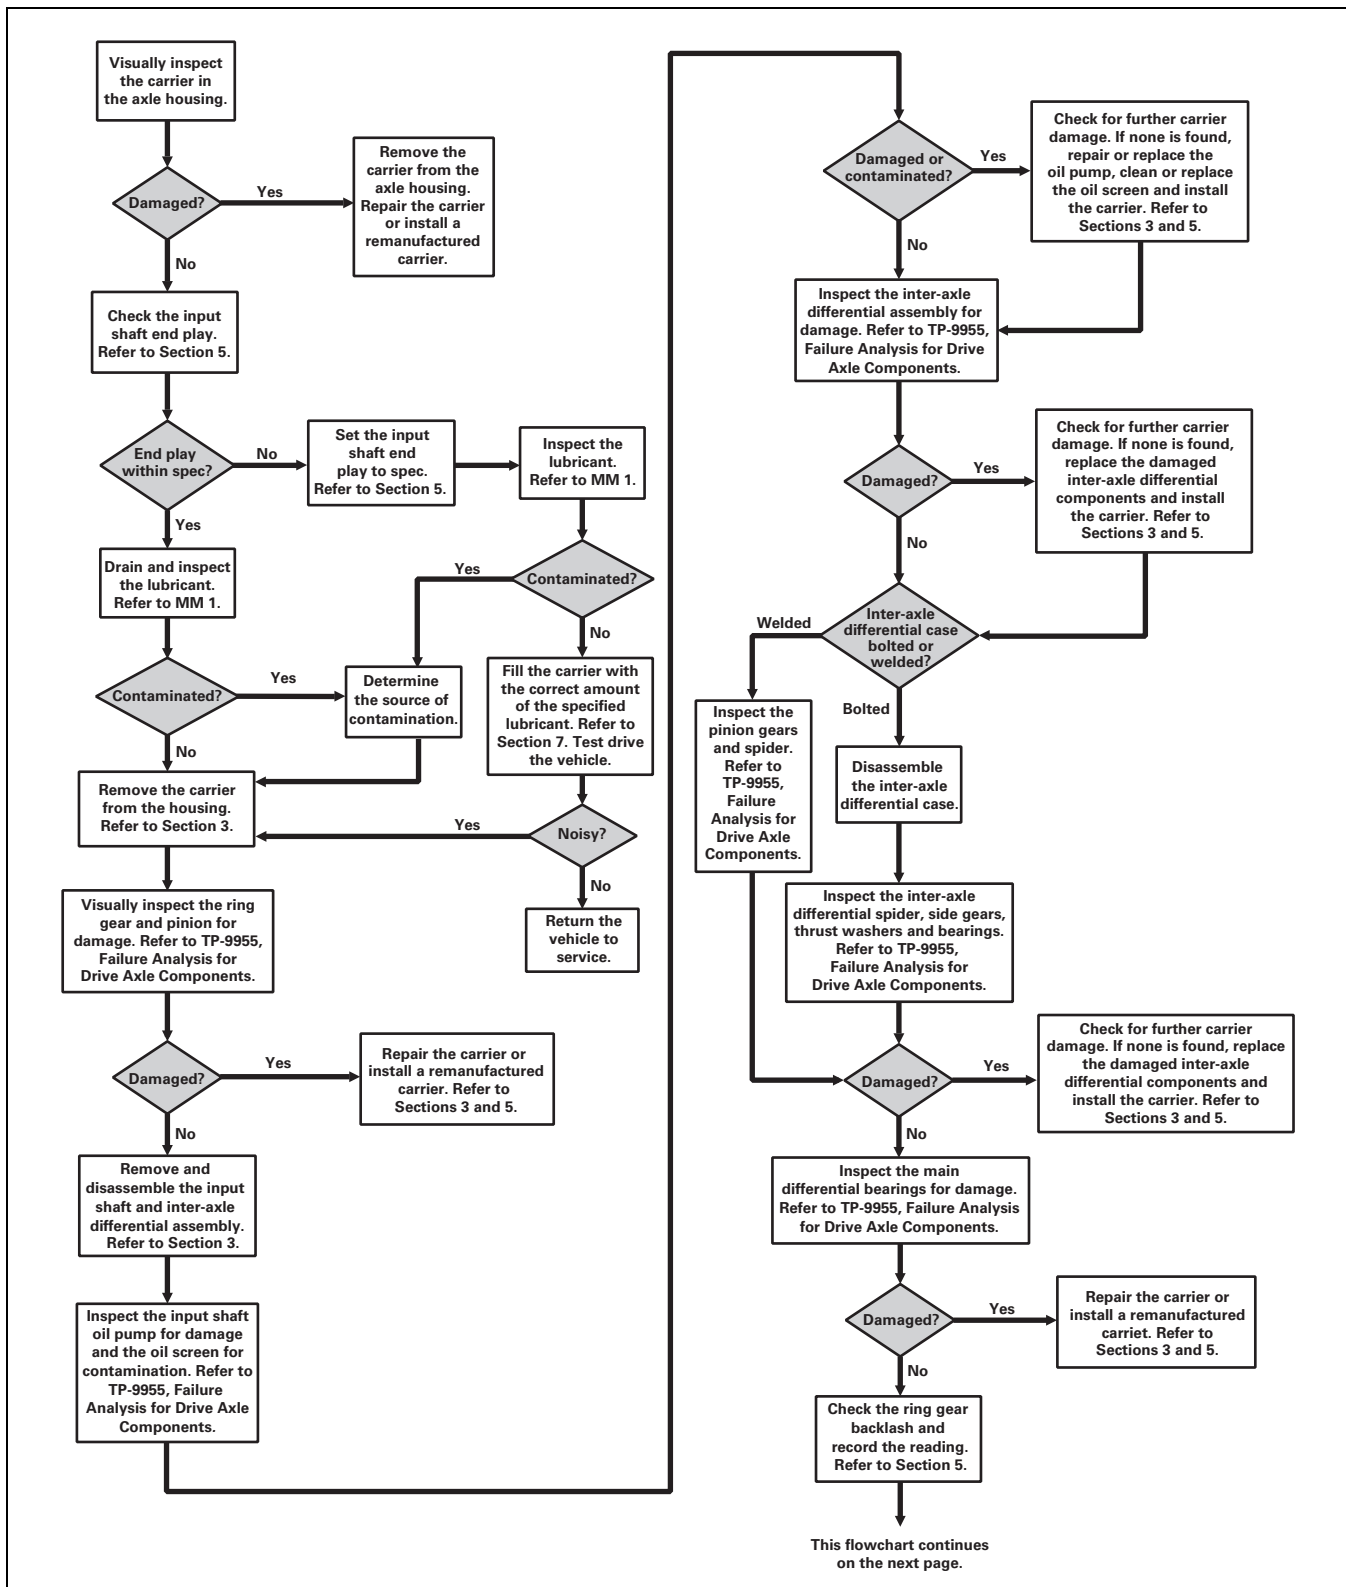 Visually inspect
the carrier in
the axle housing.
Damaged?
Yes
Remove the
carrier from the
axle housing.
Repair the carrier
or install a
remanufactured
carrier.
No
Check the input
shaft end play.
Refer to Section 5.
End play
within spec?
No
Set the input
shaft end
play to spec.
Refer to Section 5.
Inspect the
lubricant.
Refer to MM 1.
Yes
Drain and inspect
the lubricant.
Refer to MM 1.
Yes
Contaminated?
No
Contaminated?
Yes
Determine
the source of
contamination.
Fill the carrier with
the correct amount
of the specified
lubricant. Refer to
Section 7. Test drive
the vehicle.
No
Remove the carrier
from the housing.
Refer to Section 3.
Yes
Noisy?
No
Return the
vehicle to
service.
Visually inspect the ring
gear and pinion for
damage. Refer to TP-9955,
Failure Analysis for
Drive Axle Components.
Damaged?
Yes
Repair the carrier or
install a remanufactured
carrier. Refer to
Sections 3 and 5.
No
Remove and
disassemble the input
shaft and inter-axle
differential assembly.
Refer to Section 3.
Inspect the input shaft
oil pump for damage
and the oil screen for
contamination. Refer to
TP-9955, Failure
Analysis for Drive Axle
Components.
Damaged or
contaminated?
Yes
Check for further carrier
damage. If none is found,
repair or replace the
oil pump, clean or replace
the oil screen and install
the carrier. Refer to
Sections 3 and 5.
No
Inspect the inter-axle
differential assembly for
damage. Refer to TP-9955,
Failure Analysis for Drive
Axle Components.
Damaged?
Yes
Check for further carrier
damage. If none is found,
replace the damaged
inter-axle differential
components and install
the carrier. Refer to
Sections 3 and 5.
No
Inter-axle
differential case
bolted or
welded?
Welded
Inspect the
pinion gears
and spider.
Refer to
TP-9955,
Failure
Analysis for
Drive Axle
Components.
Bolted
Disassemble
the inter-axle
differential case.
Inspect the inter-axle
differential spider, side gears,
thrust washers and bearings.
Refer to TP-9955,
Failure Analysis for
Drive Axle Components.
Damaged?
Yes
Check for further carrier
damage. If none is found, replace
the damaged inter-axle
differential components and
install the carrier. Refer to
Sections 3 and 5.
No
Inspect the main
differential bearings for damage.
Refer to TP-9955, Failure Analysis
for Drive Axle Components.
Damaged?
Yes
Repair the carrier or
install a remanufactured
carriet. Refer to
Sections 3 and 5.
No
Check the ring gear
backlash and
record the reading.
Refer to Section 5.
This flowchart continues
on the next page.